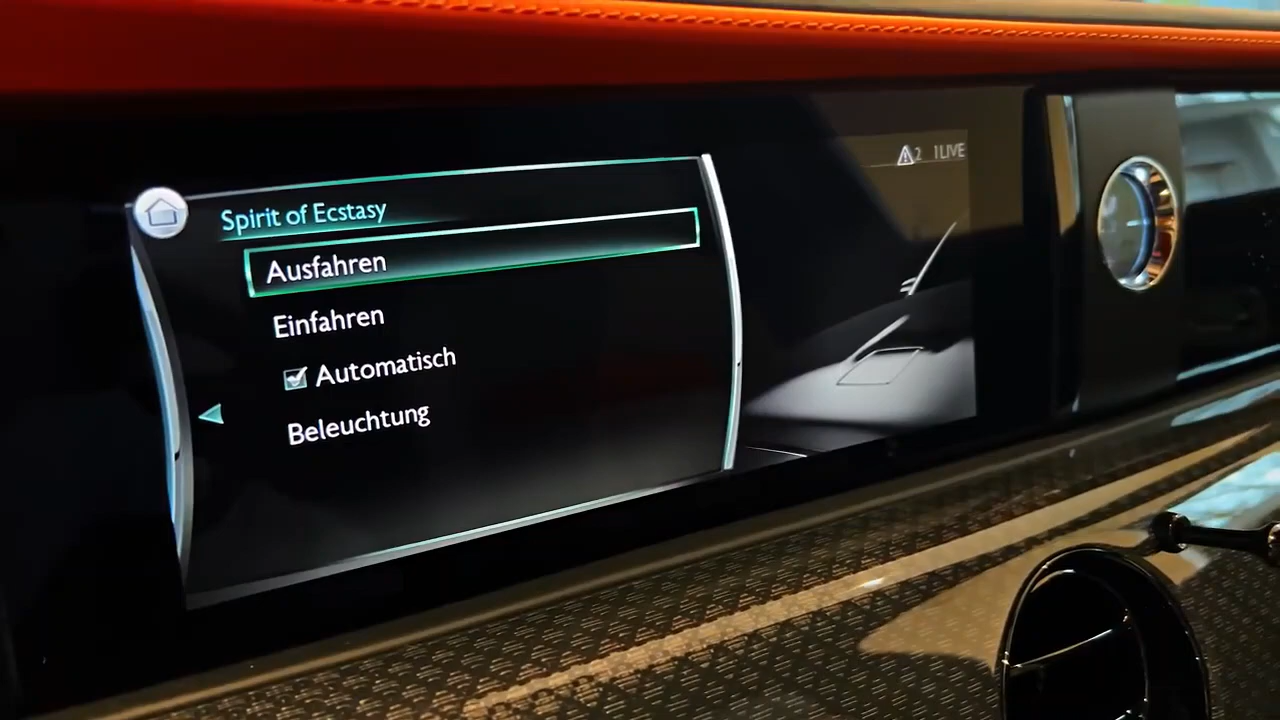 Spirit of Ecstasy
Ausfahren
Einfahren
Automatisch
Beleuchtung
2 1LIVE